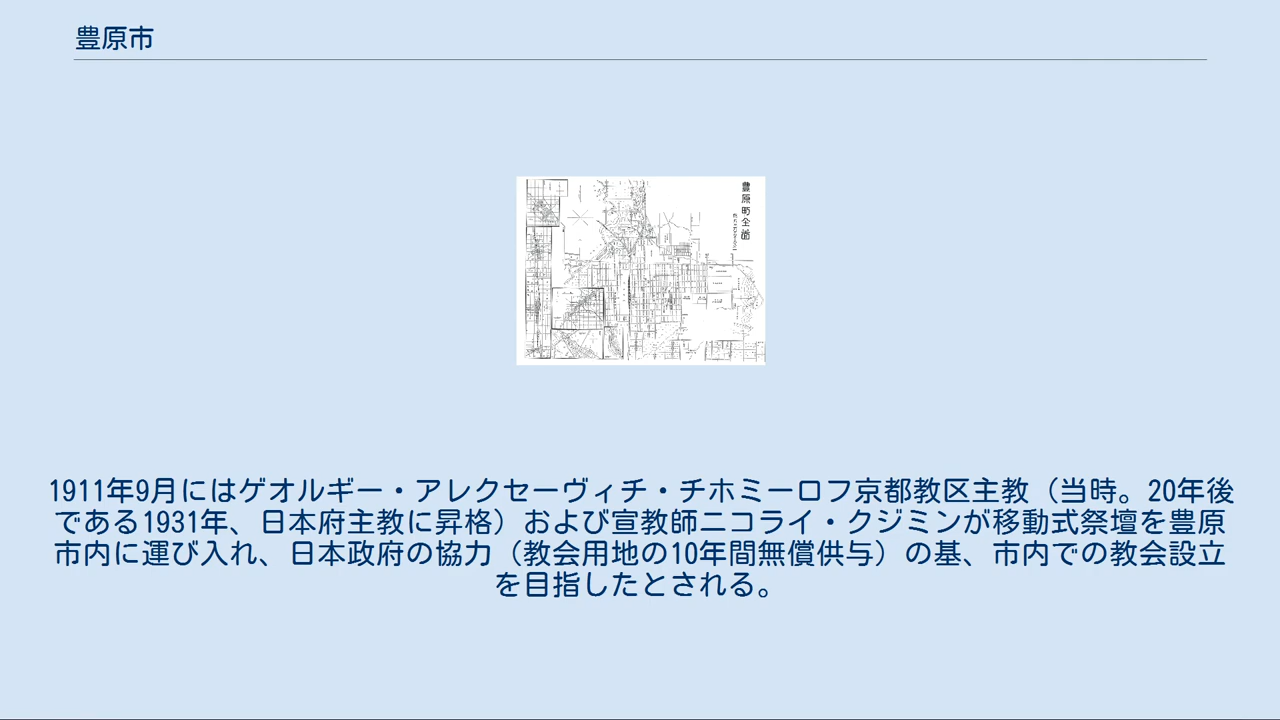 豊原市
豊原町全圖
1911年9月にはゲオルギー・アレクセーヴィチ・チホミーロフ京都教区主教（当時。20年後
である1931年、日本府主教に昇格）および宣教師ニコライ・クジミンが移動式祭壇を豊原
市内に運び入れ、日本政府の協力（教会用地の10年間無償供与）の基、市内での教会設立
を目指したとされる。